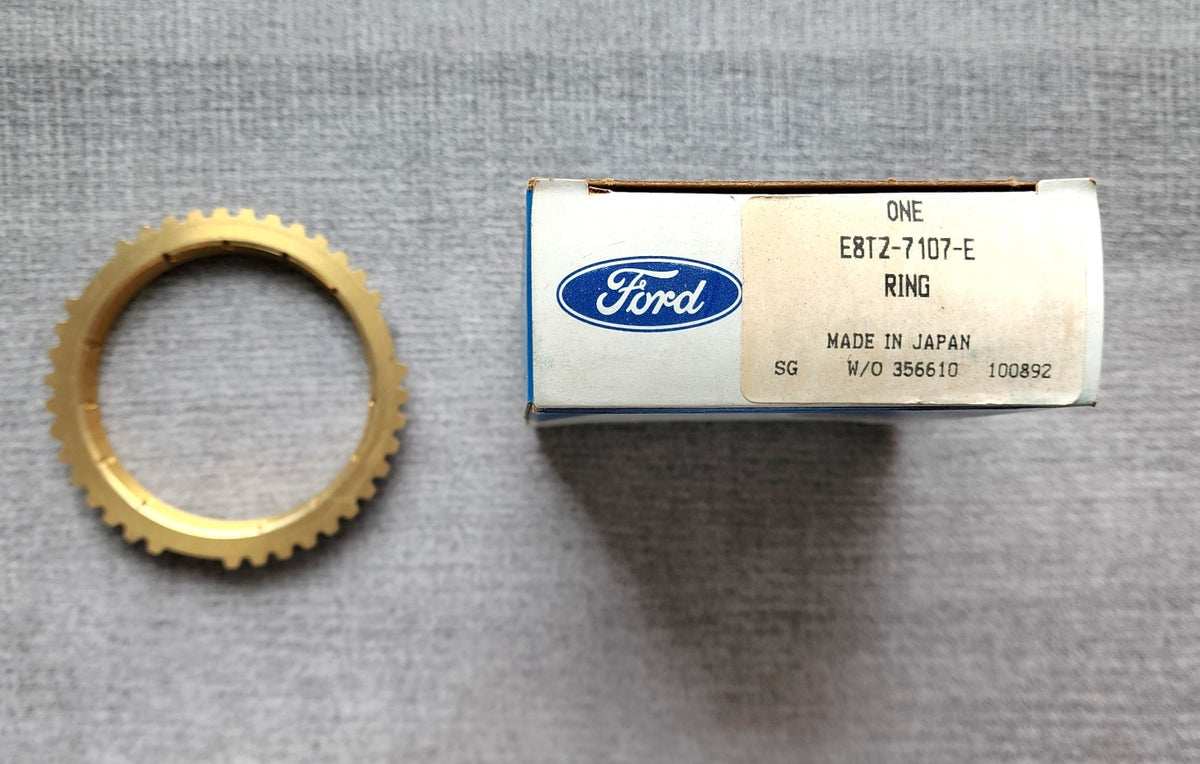 Ford
ONE
E8TZ-7107-E
RING
MADE IN JAPAN
SG W/O 356610 100892